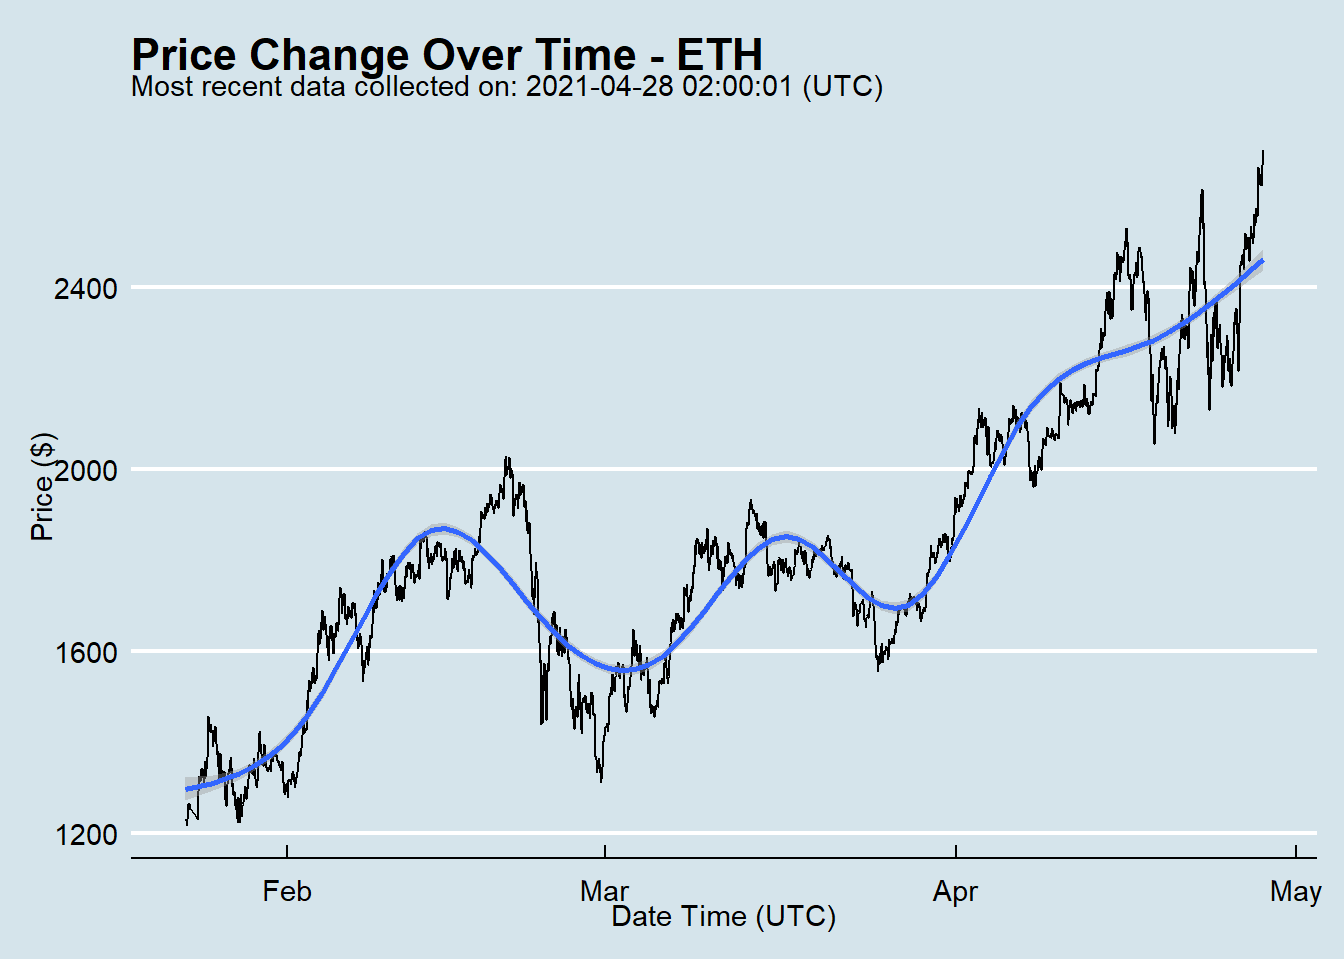 Price Change Over Time - ETH
Most recent data collected on: 2021-04-28 02:00:01 (UTC)
Price ($)
2400
2000
1600
1200
Feb
Mar
Apr
May
Date Time (UTC)